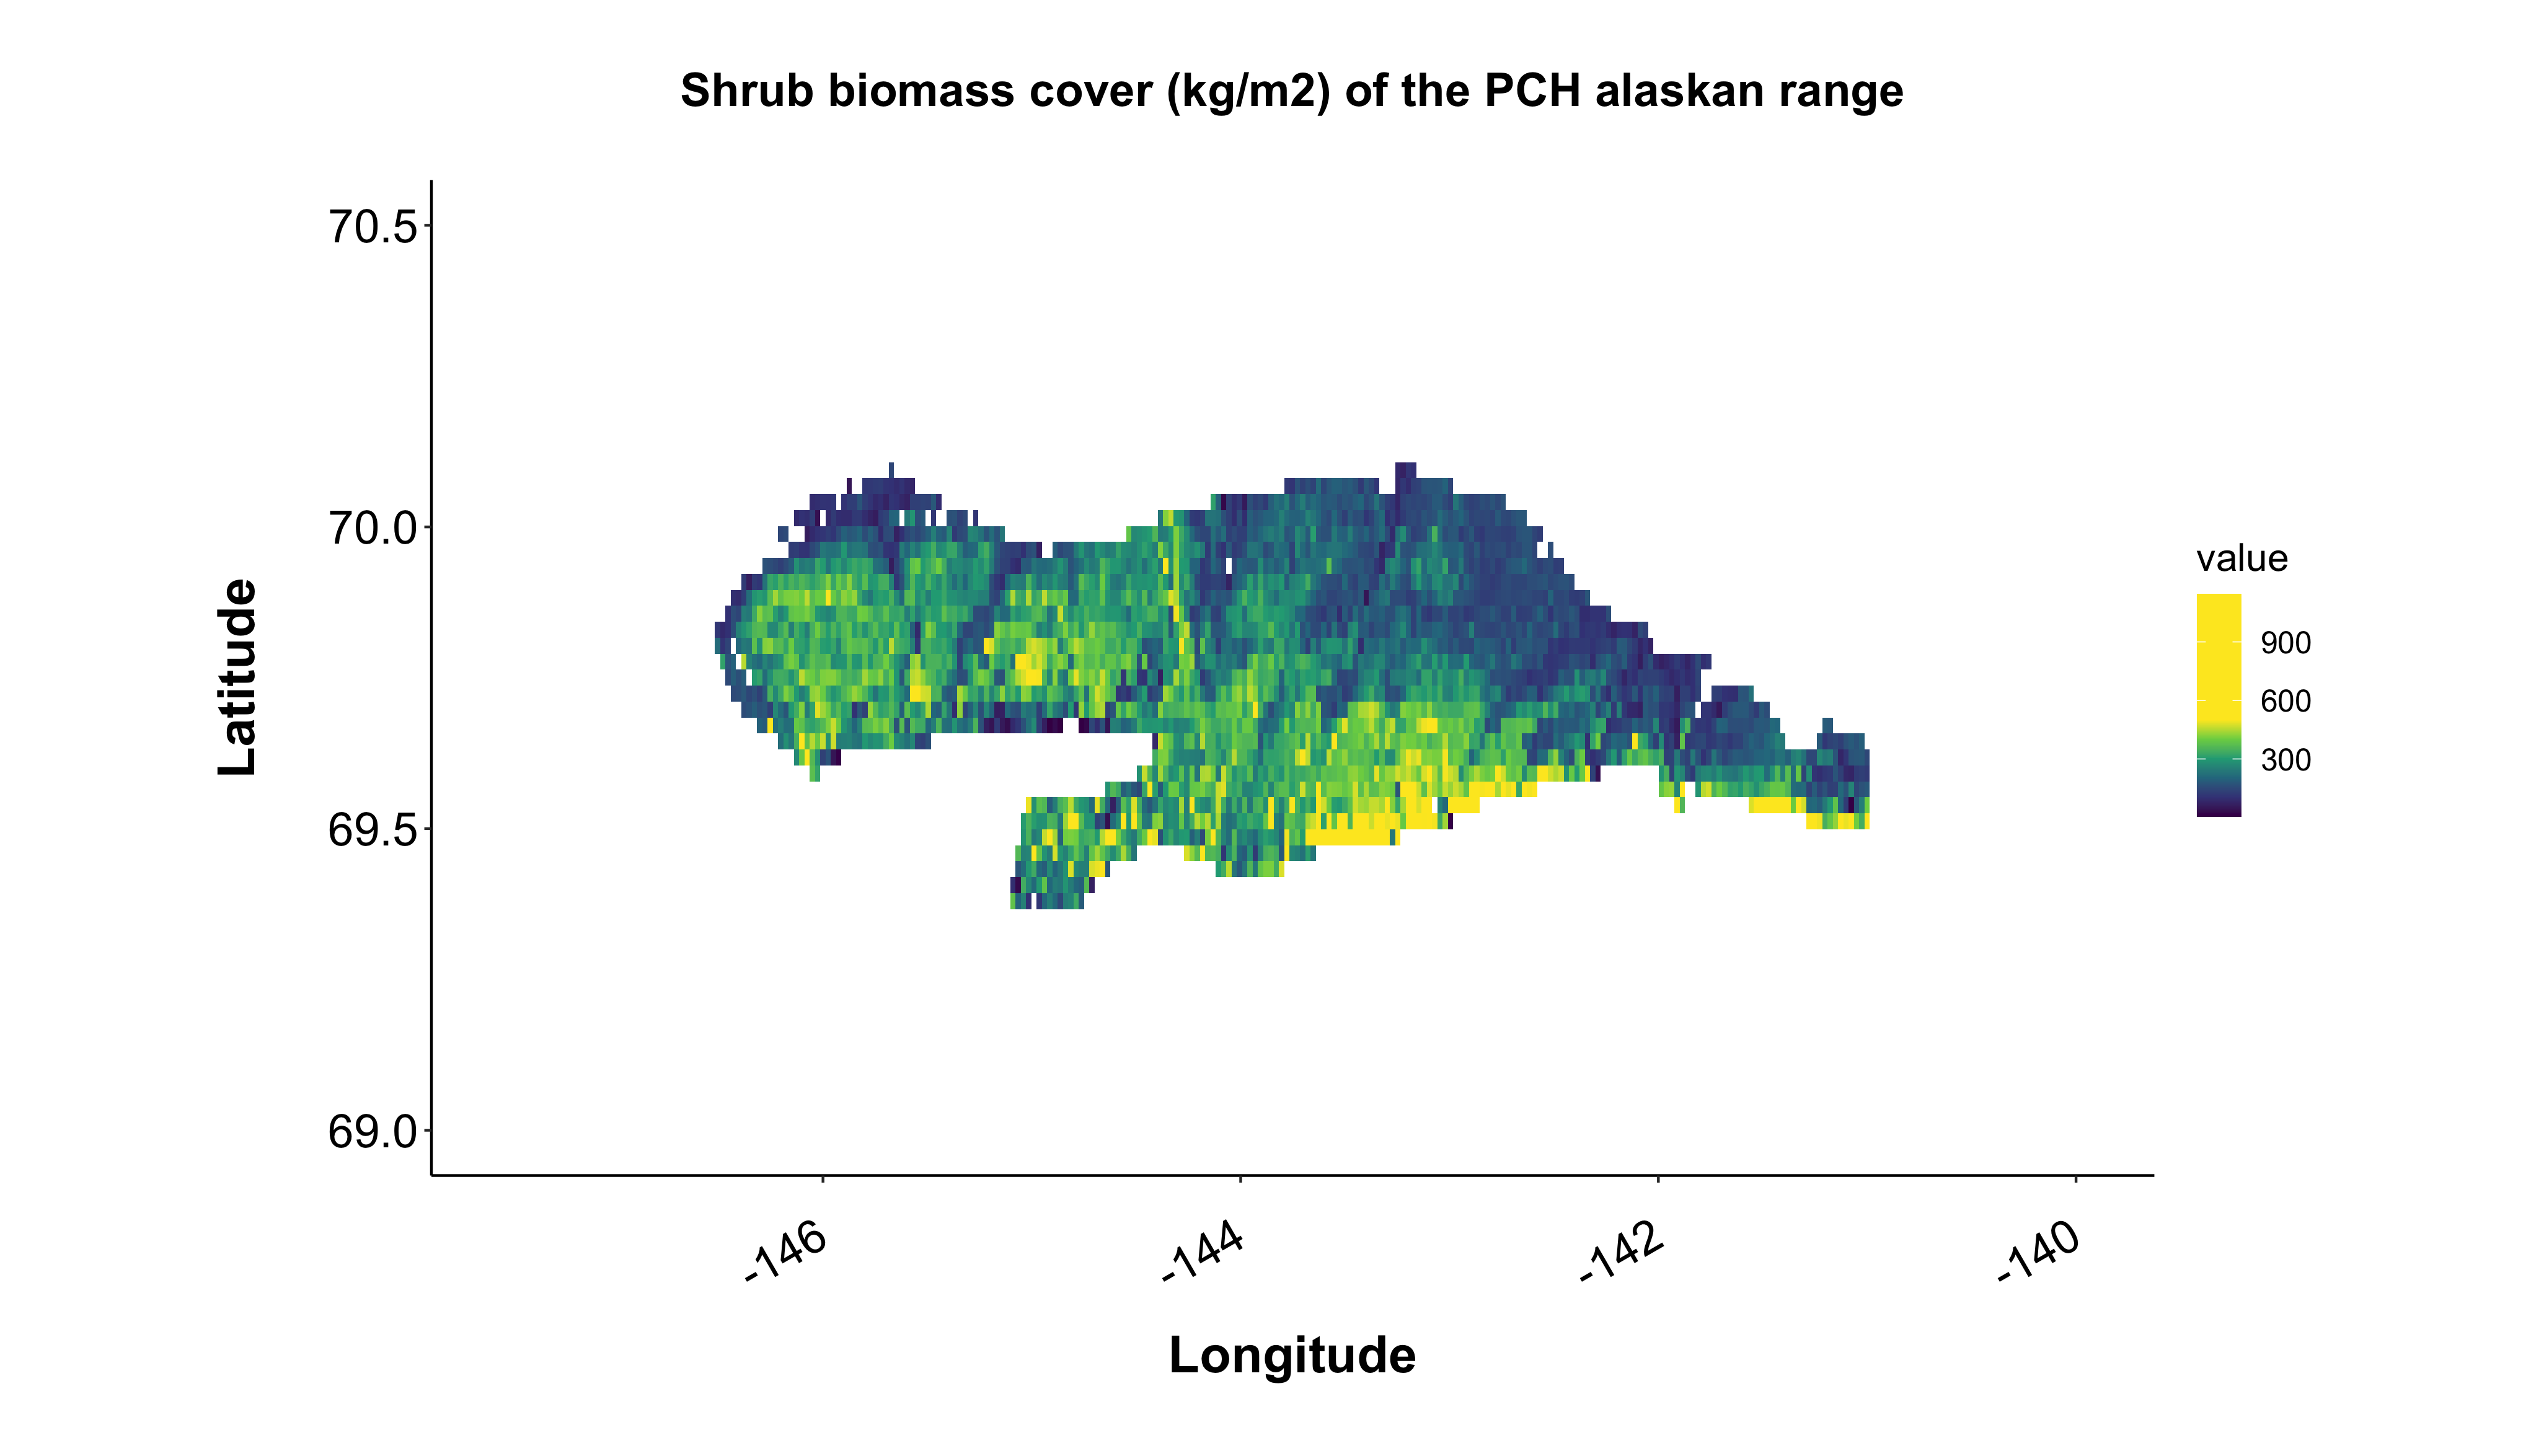 Shrub biomass cover (kg/m2) of the PCH alaskan range
Latitude
70.5
70.0
69.5
69.0
-146
-144
-142
-140
Longitude
value
900
600
300